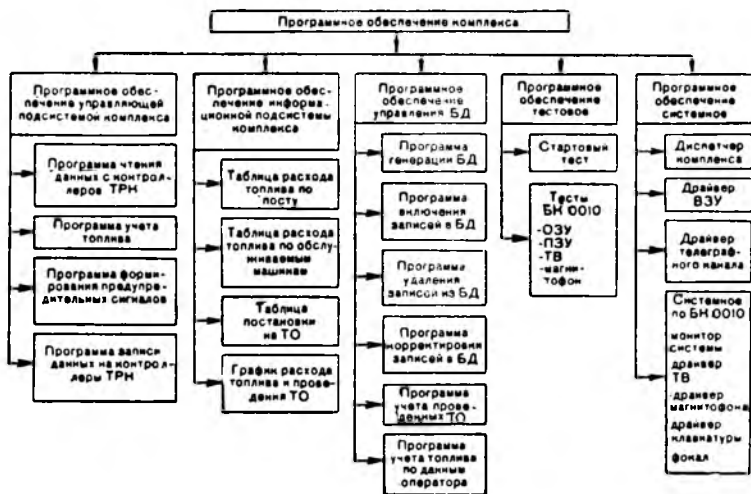 Программное обеспечение комплекса
Программное обес-
печение управляющей
подсистемой комплекса
Программа чтения
данных с контрол-
леров ТРН
Программа учета
топлива
Программа форми-
рования предупре-
дительных сигналов
Программа записи
данных на контрол-
леры ТРН
Программное обес-
печение информа-
ционной подсистемы
комплекса
Таблица расхода
топлива по
посту
Таблица расхода
топлива по обслу-
живаемым
машинам
Таблица
постановки
на ТО
График расхода
топлива и прове-
дения ТО
Программное
обеспечение
управления БД
Программа
генерации БД
Программа
включения
записей в БД
Программа
удаления
записей из БД
Программа
корректировки
записей в БД
Программа
учета прове-
денных ТО
Программа
учета топлива
по данным
оператора
Программное
обеспечение
тестовое
Стартовый
тест
Тесты
БК 0010
-ОЗУ
-ПЗУ
-ТВ
-магни-
тофон
Программное
обеспечение
системное
Диспетчер
комплекса
Драйвер
ВЗУ
Драйвер
телеграф-
ного канала
Системное
по БК 0010
монитор
системы
драйвер
ТВ
драйвер
магнитофона
драйвер
клавиатуры
фокал